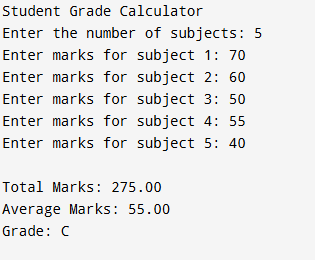 Student Grade Calculator
Enter the number of subjects: 5
Enter marks for subject 1: 70
Enter marks for subject 2: 60
Enter marks for subject 3: 50
Enter marks for subject 4: 55
Enter marks for subject 5: 40
Total Marks: 275.00
Average Marks: 55.00
Grade: C